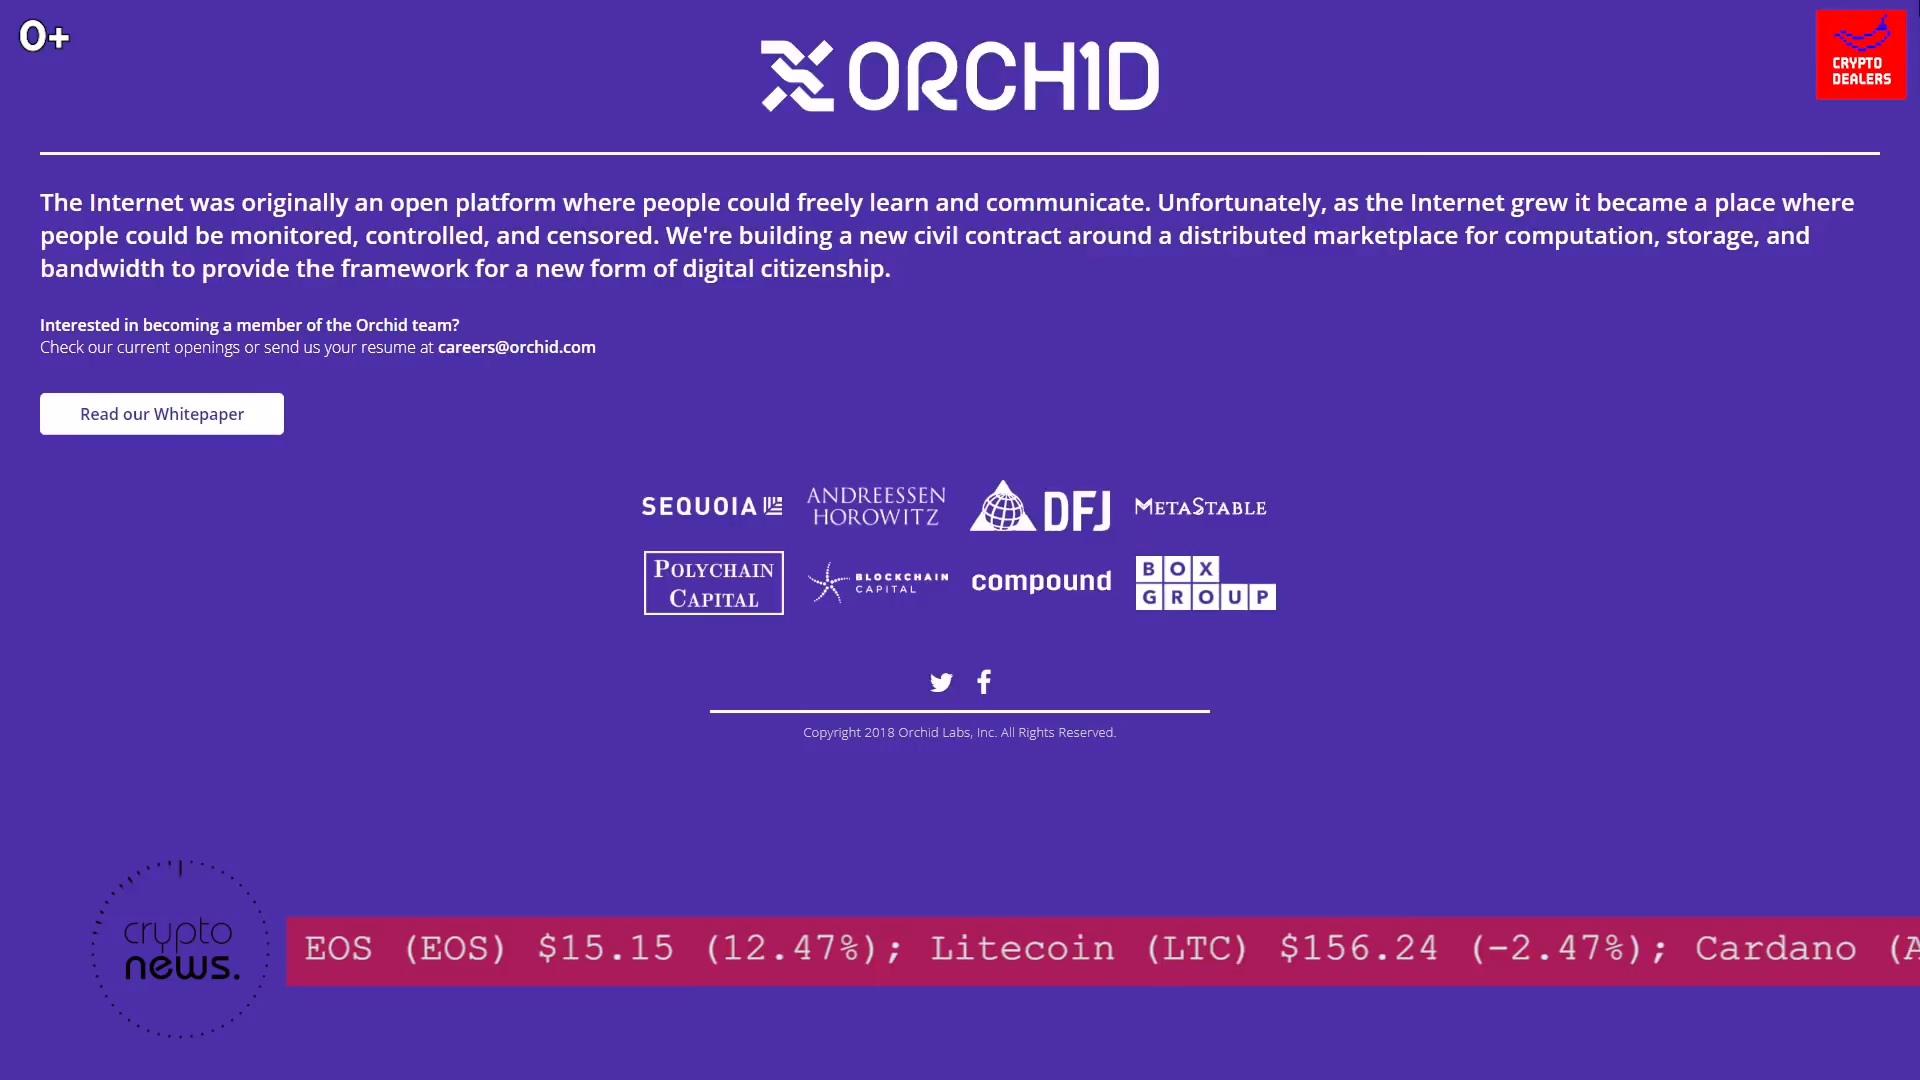 0+
ORCH1D
CRYPTO
DEALERS
The Internet was originally an open platform where people could freely learn and communicate. Unfortunately, as the Internet grew it became a place where
people could be monitored, controlled, and censored. We're building a new civil contract around a distributed marketplace for computation, storage, and
bandwidth to provide the framework for a new form of digital citizenship.
Interested in becoming a member of the Orchid team?
Check our current openings or send us your resume at careers@orchid.com
Read our Whitepaper
SEQUOIA
ANDREESSEN
HOROWITZ
DFJ
METASTABLE
POLYCHAIN
CAPITAL
BLOCKCHAIN
CAPITAL
compound
BOX
GROUP
Copyright 2018 Orchid Labs, Inc. All Rights Reserved.
crypto
news.
EOS (EOS) $15.15 (12.47%); Litecoin (LTC) $156.24 (-2.47%); Cardano (A